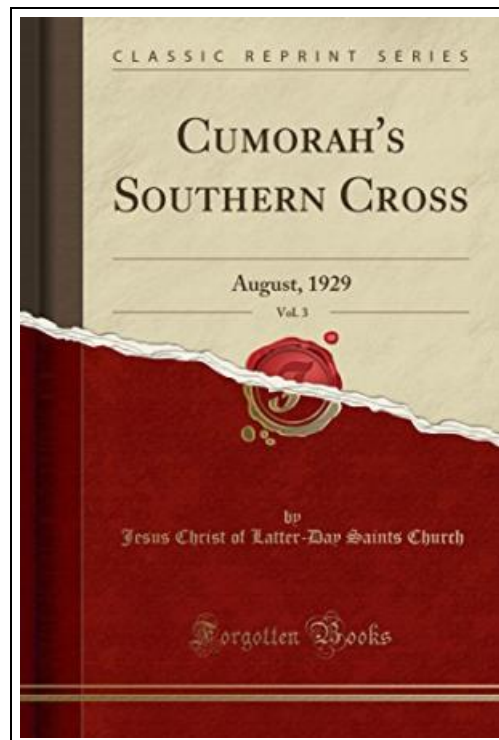 CLASSIC REPRINT SERIES
CUMORAH'S
SOUTHERN CROSS
August, 1929
Vol. 3
by
Jesus Christ of Latter-Day Saints Church
Forgotten Books